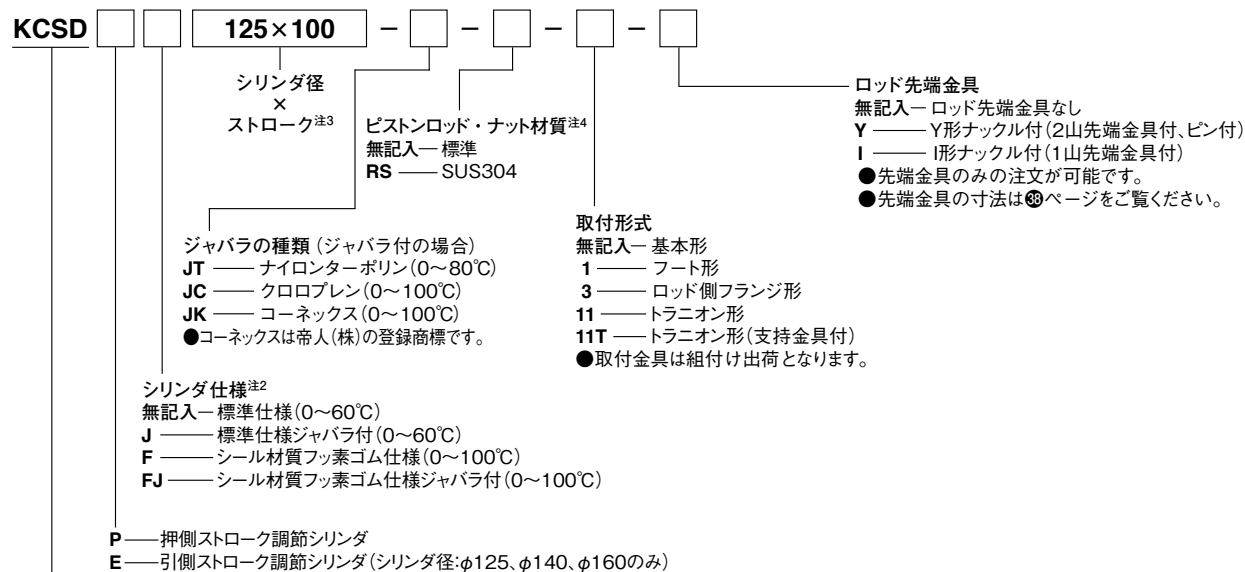 KCSD □ □ 125×100 － □ － □ － □ － □
シリンダ径
×
ストローク注3
ピストンロッド・ナット材質注4
無記入 ― 標準
RS ― SUS304
ロッド先端金具
無記入 ― ロッド先端金具なし
Y ― Y形ナックル付(2山先端金具付、ピン付)
I ― I形ナックル付(1山先端金具付)
●先端金具のみの注文が可能です。
●先端金具の寸法は㊳ページをご覧ください。
取付形式
無記入 ― 基本形
1 ― フート形
3 ― ロッド側フランジ形
11 ― トラニオン形
11T ― トラニオン形(支持金具付)
●取付金具は組付け出荷となります。
ジャバラの種類(ジャバラ付の場合)
JT ― ナイロンターポリン(0〜80℃)
JC ― クロロプレン(0〜100℃)
JK ― コーネックス(0〜100℃)
●コーネックスは帝人(株)の登録商標です。
シリンダ仕様注2
無記入 ― 標準仕様(0〜60℃)
J ― 標準仕様ジャバラ付(0〜60℃)
F ― シール材質フッ素ゴム仕様(0〜100℃)
FJ ― シール材質フッ素ゴム仕様ジャバラ付(0〜100℃)
P ― 押側ストローク調節シリンダ
E ― 引側ストローク調節シリンダ(シリンダ径:φ125、φ140、φ160のみ)